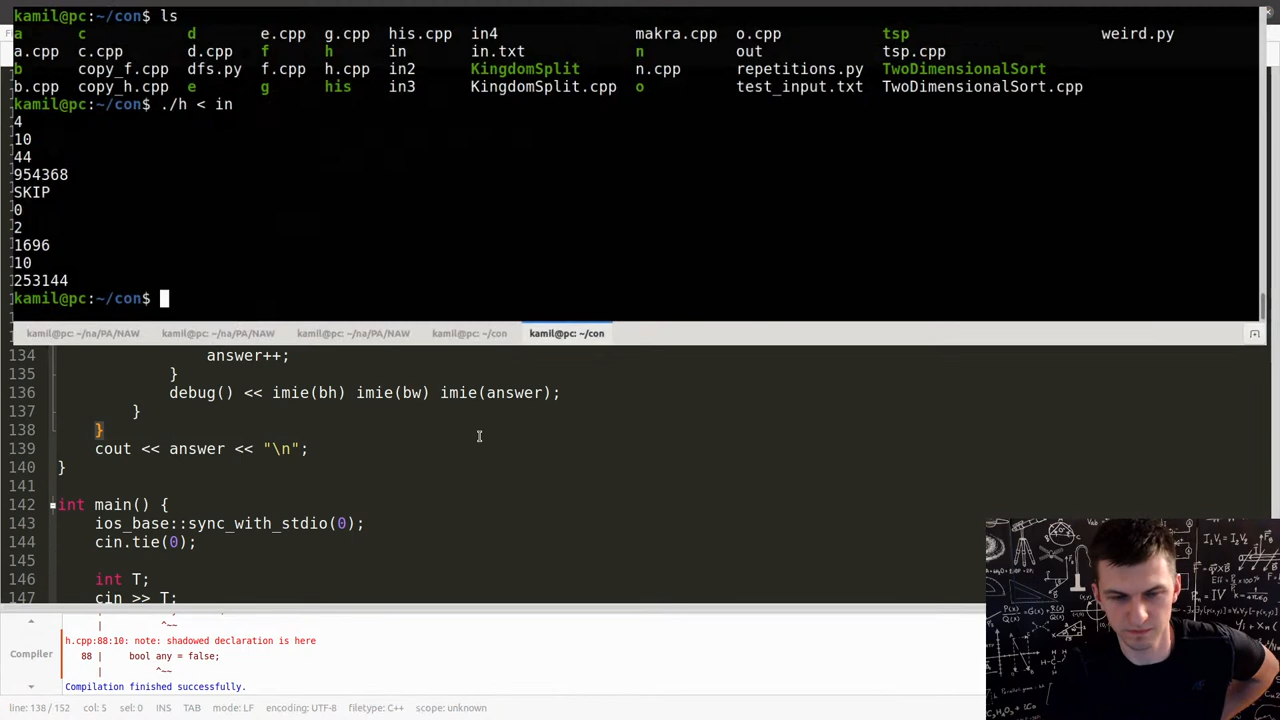 kamil@pc:~/con$ ls
a c d e.cpp g.cpp his.cpp in4 makra.cpp o.cpp tsp weird.py
a.cpp c.cpp d.cpp f h in in.txt n out tsp.cpp
b copy_f.cpp dfs.py f.cpp h.cpp in2 KingdomSplit n.cpp repetitions.py TwoDimensionalSort
b.cpp copy_h.cpp e g his in3 KingdomSplit.cpp o test_input.txt TwoDimensionalSort.cpp
kamil@pc:~/con$ ./h < in
4
10
44
954368
SKIP
0
2
1696
10
253144
kamil@pc:~/con$
kamil@pc: ~/na/PA/NAW kamil@pc: ~/na/PA/NAW kamil@pc: ~/na/PA/NAW kamil@pc: ~/con kamil@pc: ~/con
134 answer++;
135 }
136 debug() << imie(bh) imie(bw) imie(answer);
137 }
138 }
139 cout << answer << "\n";
140 }
141
142 int main() {
143 ios_base::sync_with_stdio(0);
144 cin.tie(0);
145
146 int T;
147 cin >> T;
| ^~~
h.cpp:88:10: note: shadowed declaration is here
88 | bool any = false;
| ^~~
Compiler
Compilation finished successfully.
line: 138 / 152 col: 5 sel: 0 INS TAB mode: LF encoding: UTF-8 filetype: C++ scope: unknown